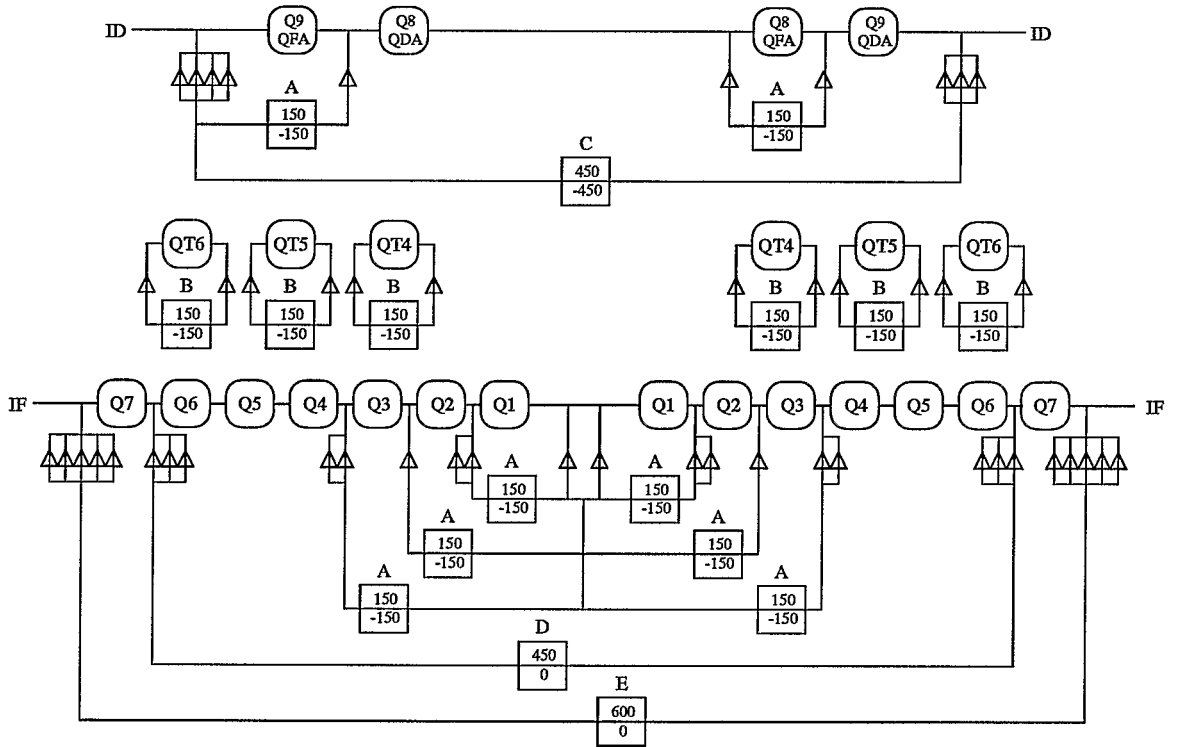 Q9 Q8 Q8 Q9
ID QFA QDA QFA QDA ID
A A
150 150
-150 -150
C
450
-450
QT6 QT5 QT4 QT4 QT5 QT6
B B B B B B
150 150 150 150 150 150
-150 -150 -150 -150 -150 -150
IF Q7 Q6 Q5 Q4 Q3 Q2 Q1 Q1 Q2 Q3 Q4 Q5 Q6 Q7 IF
A A
150 150
-150 -150
A A
150 150
-150 -150
A A
150 150
-150 -150
D
450
0
E
600
0